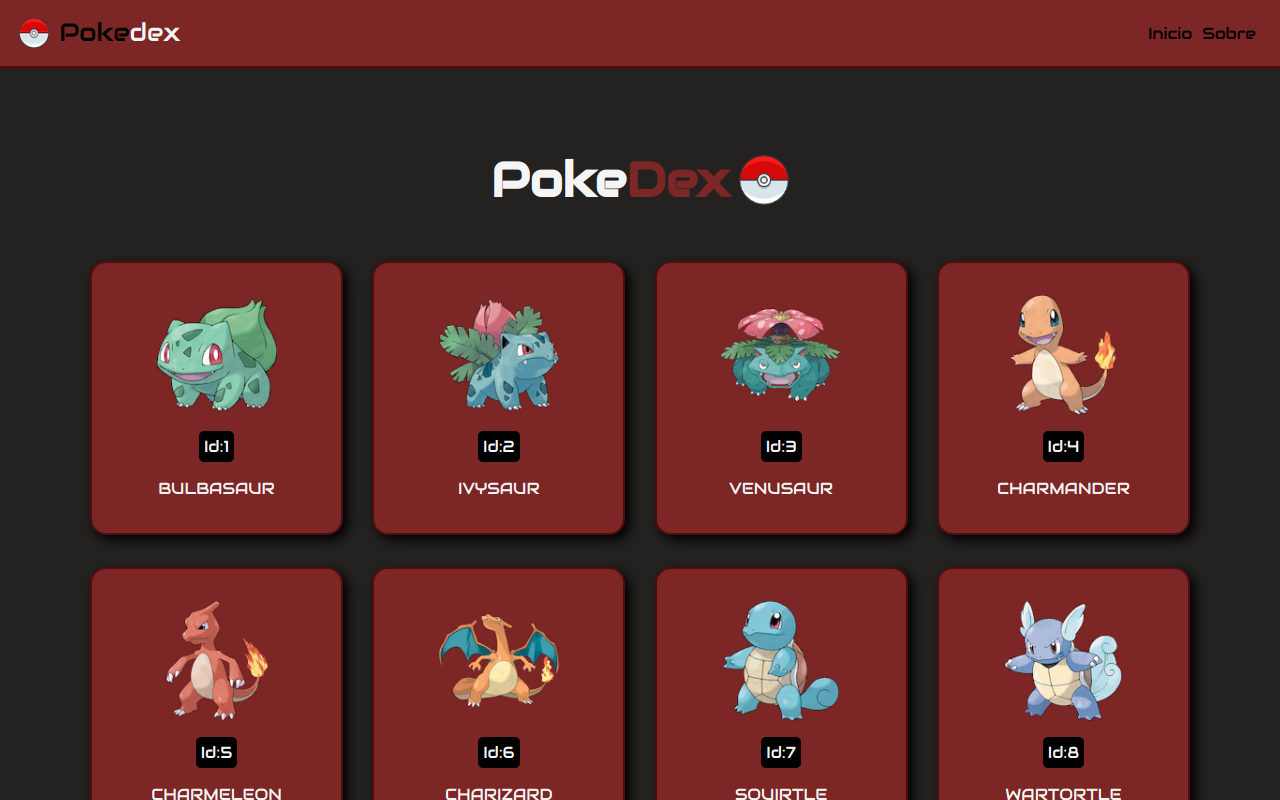 Pokedex
Inicio Sobre
PokeDex
Id:1
BULBASAUR
Id:2
IVYSAUR
Id:3
VENUSAUR
Id:4
CHARMANDER
Id:5
CHARMELEON
Id:6
CHARIZARD
Id:7
SQUIRTLE
Id:8
WARTORTLE